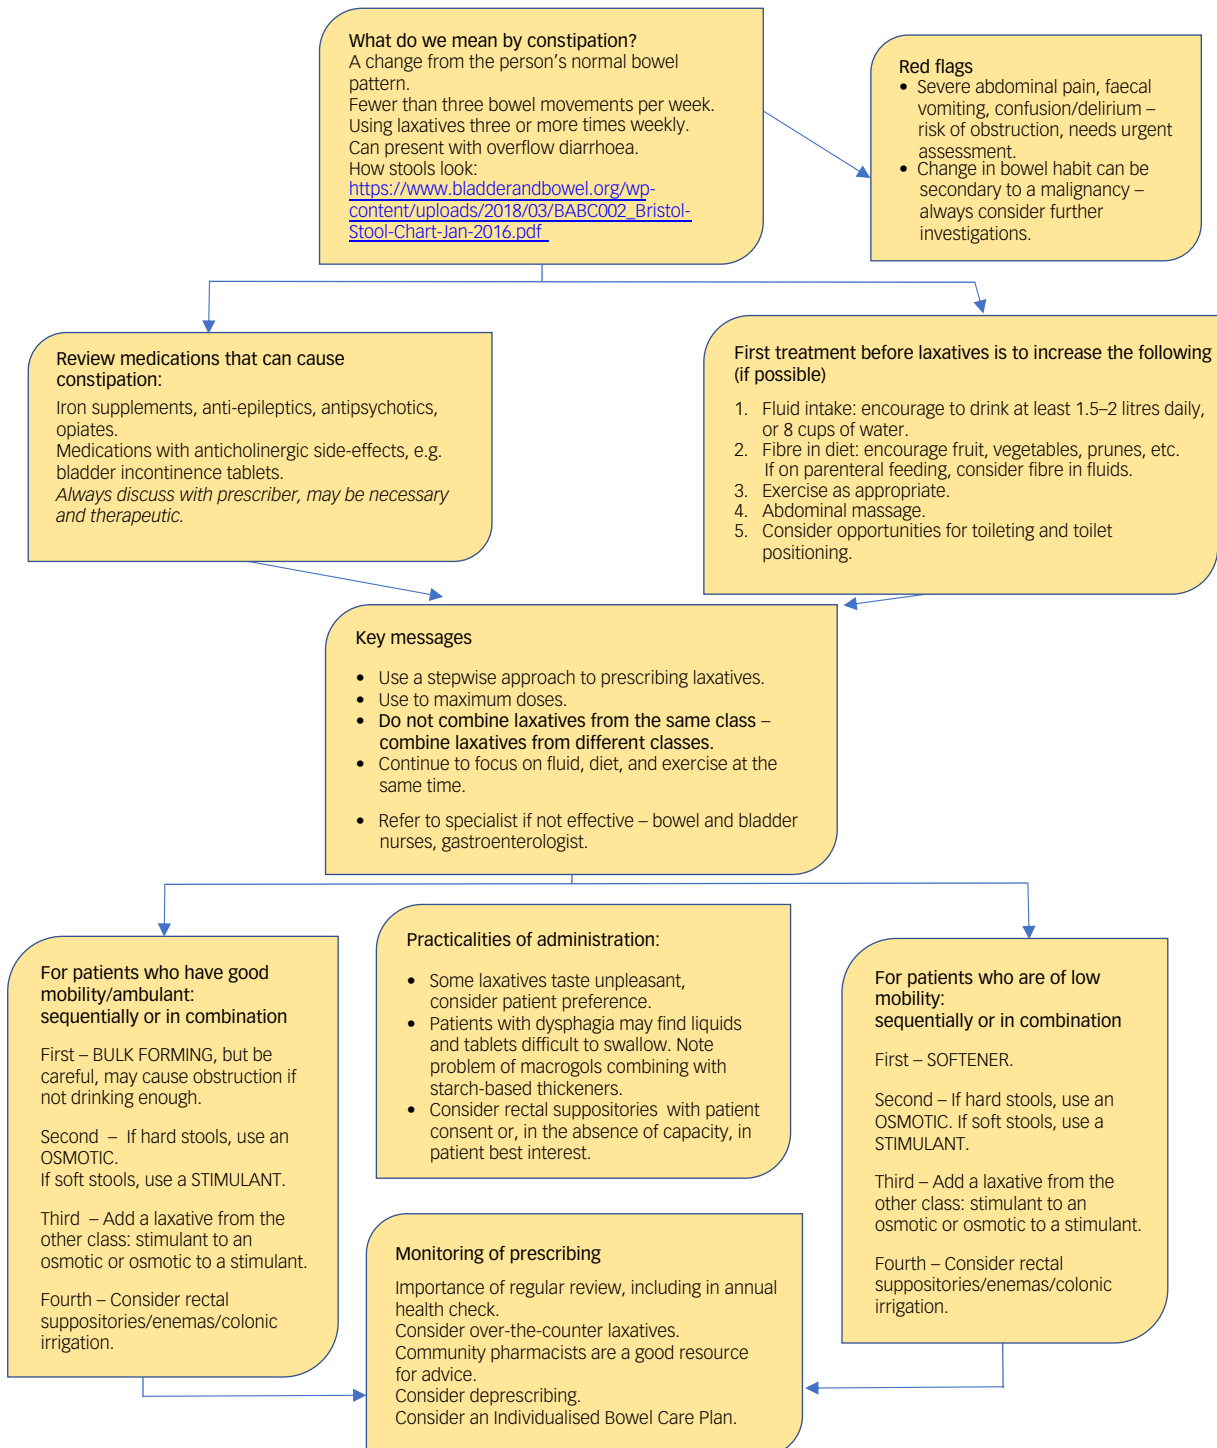 What do we mean by constipation?
A change from the person's normal bowel
pattern.
Fewer than three bowel movements per week.
Using laxatives three or more times weekly.
Can present with overflow diarrhoea.
How stools look:
https://www.bladderandbowel.org/wp-
content/uploads/2018/03/BABC002_Bristol-
Stool-Chart-Jan-2016.pdf
Red flags
• Severe abdominal pain, faecal
vomiting, confusion/delirium –
risk of obstruction, needs urgent
assessment.
• Change in bowel habit can be
secondary to a malignancy –
always consider further
investigations.
Review medications that can cause
constipation:
Iron supplements, anti-epileptics, antipsychotics,
opiates.
Medications with anticholinergic side-effects, e.g.
bladder incontinence tablets.
Always discuss with prescriber, may be necessary
and therapeutic.
First treatment before laxatives is to increase the following
(if possible)
1. Fluid intake: encourage to drink at least 1.5–2 litres daily,
or 8 cups of water.
2. Fibre in diet: encourage fruit, vegetables, prunes, etc.
If on parenteral feeding, consider fibre in fluids.
3. Exercise as appropriate.
4. Abdominal massage.
5. Consider opportunities for toileting and toilet
positioning.
Key messages
• Use a stepwise approach to prescribing laxatives.
• Use to maximum doses.
• Do not combine laxatives from the same class –
combine laxatives from different classes.
• Continue to focus on fluid, diet, and exercise at the
same time.
• Refer to specialist if not effective – bowel and bladder
nurses, gastroenterologist.
For patients who have good
mobility/ambulant:
sequentially or in combination
First – BULK FORMING, but be
careful, may cause obstruction if
not drinking enough.
Second – If hard stools, use an
OSMOTIC.
If soft stools, use a STIMULANT.
Third – Add a laxative from the
other class: stimulant to an
osmotic or osmotic to a stimulant.
Fourth – Consider rectal
suppositories/enemas/colonic
irrigation.
Practicalities of administration:
• Some laxatives taste unpleasant,
consider patient preference.
• Patients with dysphagia may find liquids
and tablets difficult to swallow. Note
problem of macrogols combining with
starch-based thickeners.
• Consider rectal suppositories with patient
consent or, in the absence of capacity, in
patient best interest.
For patients who are of low
mobility:
sequentially or in combination
First – SOFTENER.
Second – If hard stools, use an
OSMOTIC. If soft stools, use a
STIMULANT.
Third – Add a laxative from the
other class: stimulant to an
osmotic or osmotic to a stimulant.
Fourth – Consider rectal
suppositories/enemas/colonic
irrigation.
Monitoring of prescribing
Importance of regular review, including in annual
health check.
Consider over-the-counter laxatives.
Community pharmacists are a good resource
for advice.
Consider deprescribing.
Consider an Individualised Bowel Care Plan.